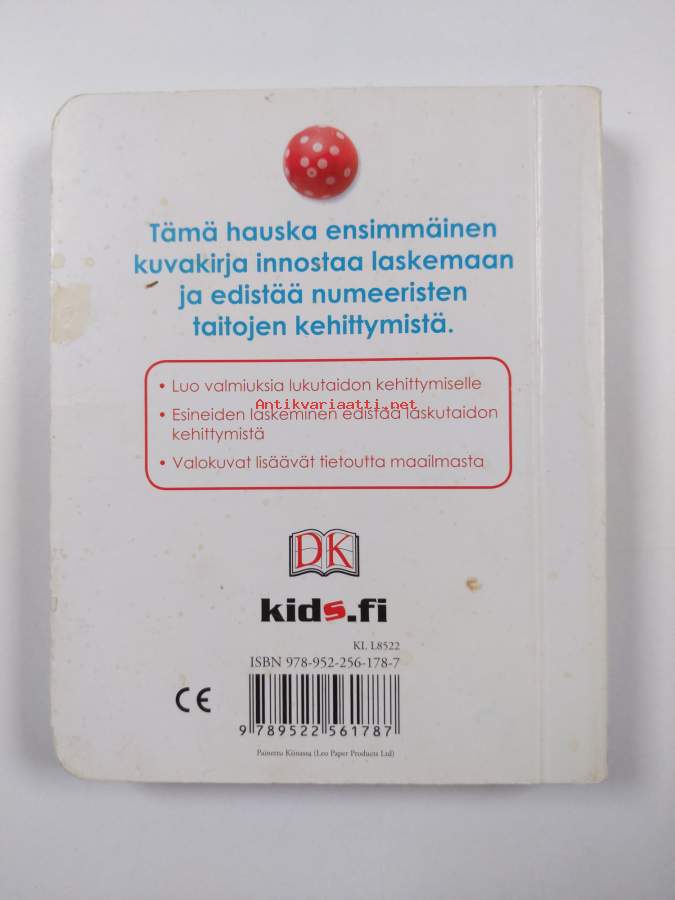 Tämä hauska ensimmäinen
kuvakirja innostaa laskemaan
ja edistää numeeristen
taitojen kehittymistä.
• Luo valmiuksia lukutaidon kehittymiselle
Antikvariaatti.net
• Esineiden laskeminen edistää laskutaidon
kehittymistä
• Valokuvat lisäävät tietoutta maailmasta
DK
kids.fi
KL L8522
ISBN 978-952-256-178-7
CE
9 789522 561787
Painettu Kiinassa (Leo Paper Products Ltd)